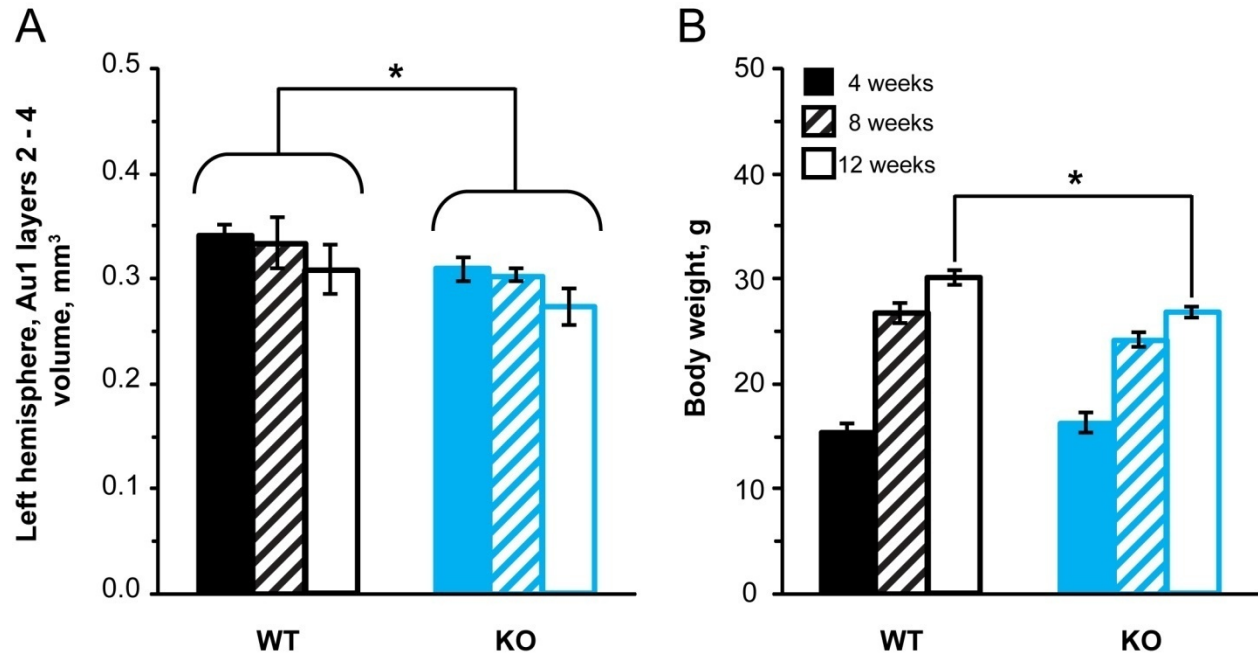 A
Left hemisphere, Au1 layers 2 - 4
volume, mm³
0.5
0.4
0.3
0.2
0.1
0.0
*
WT
KO
B
Body weight, g
50
40
30
20
10
0
4 weeks
8 weeks
12 weeks
*
WT
KO